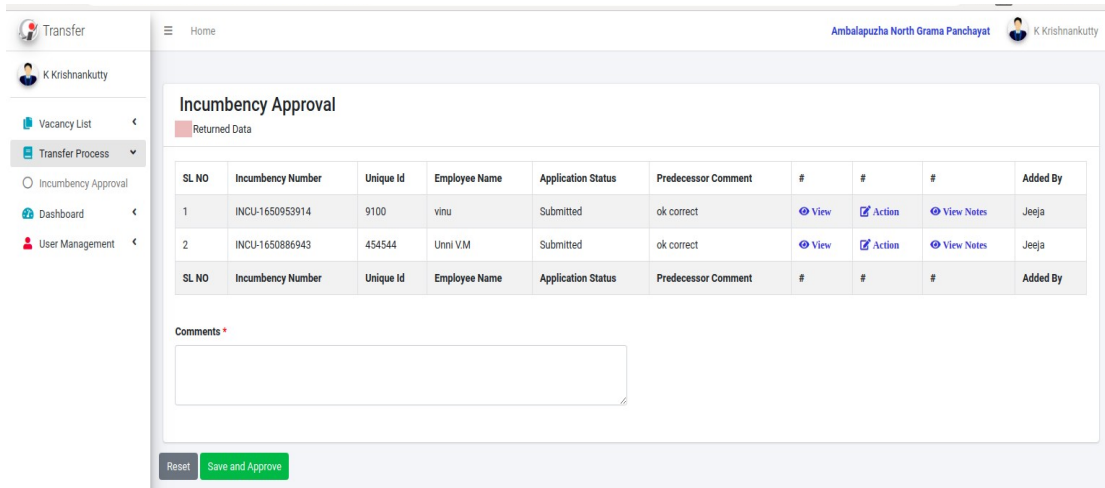 Transfer
Home
Ambalapuzha North Grama Panchayat
K Krishnankutty
K Krishnankutty
Vacancy List
Transfer Process
Incumbency Approval
Dashboard
User Management
Incumbency Approval
Returned Data
SL NO Incumbency Number Unique Id Employee Name Application Status Predecessor Comment # # # Added By
1 INCU-1650953914 9100 vinu Submitted ok correct View Action View Notes Jeeja
2 INCU-1650886943 454544 Unni V.M Submitted ok correct View Action View Notes Jeeja
SL NO Incumbency Number Unique Id Employee Name Application Status Predecessor Comment # # # Added By
Comments *
Reset Save and Approve